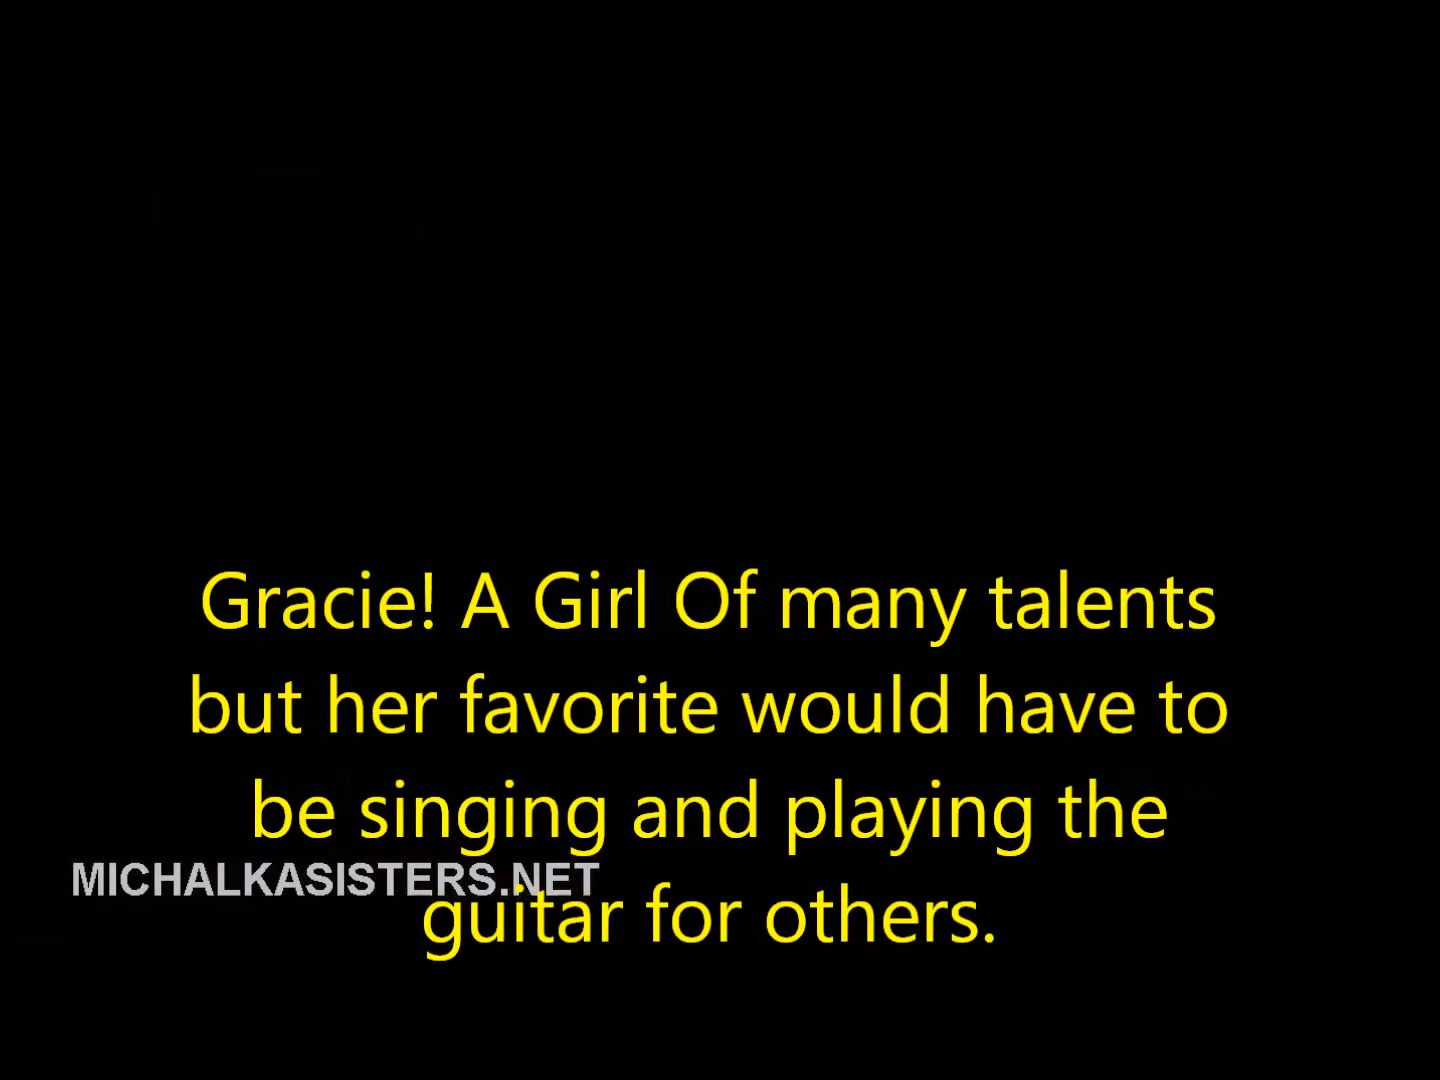 Gracie! A Girl Of many talents
but her favorite would have to
be singing and playing the
MICHALKASISTERS.NET
guitar for others.